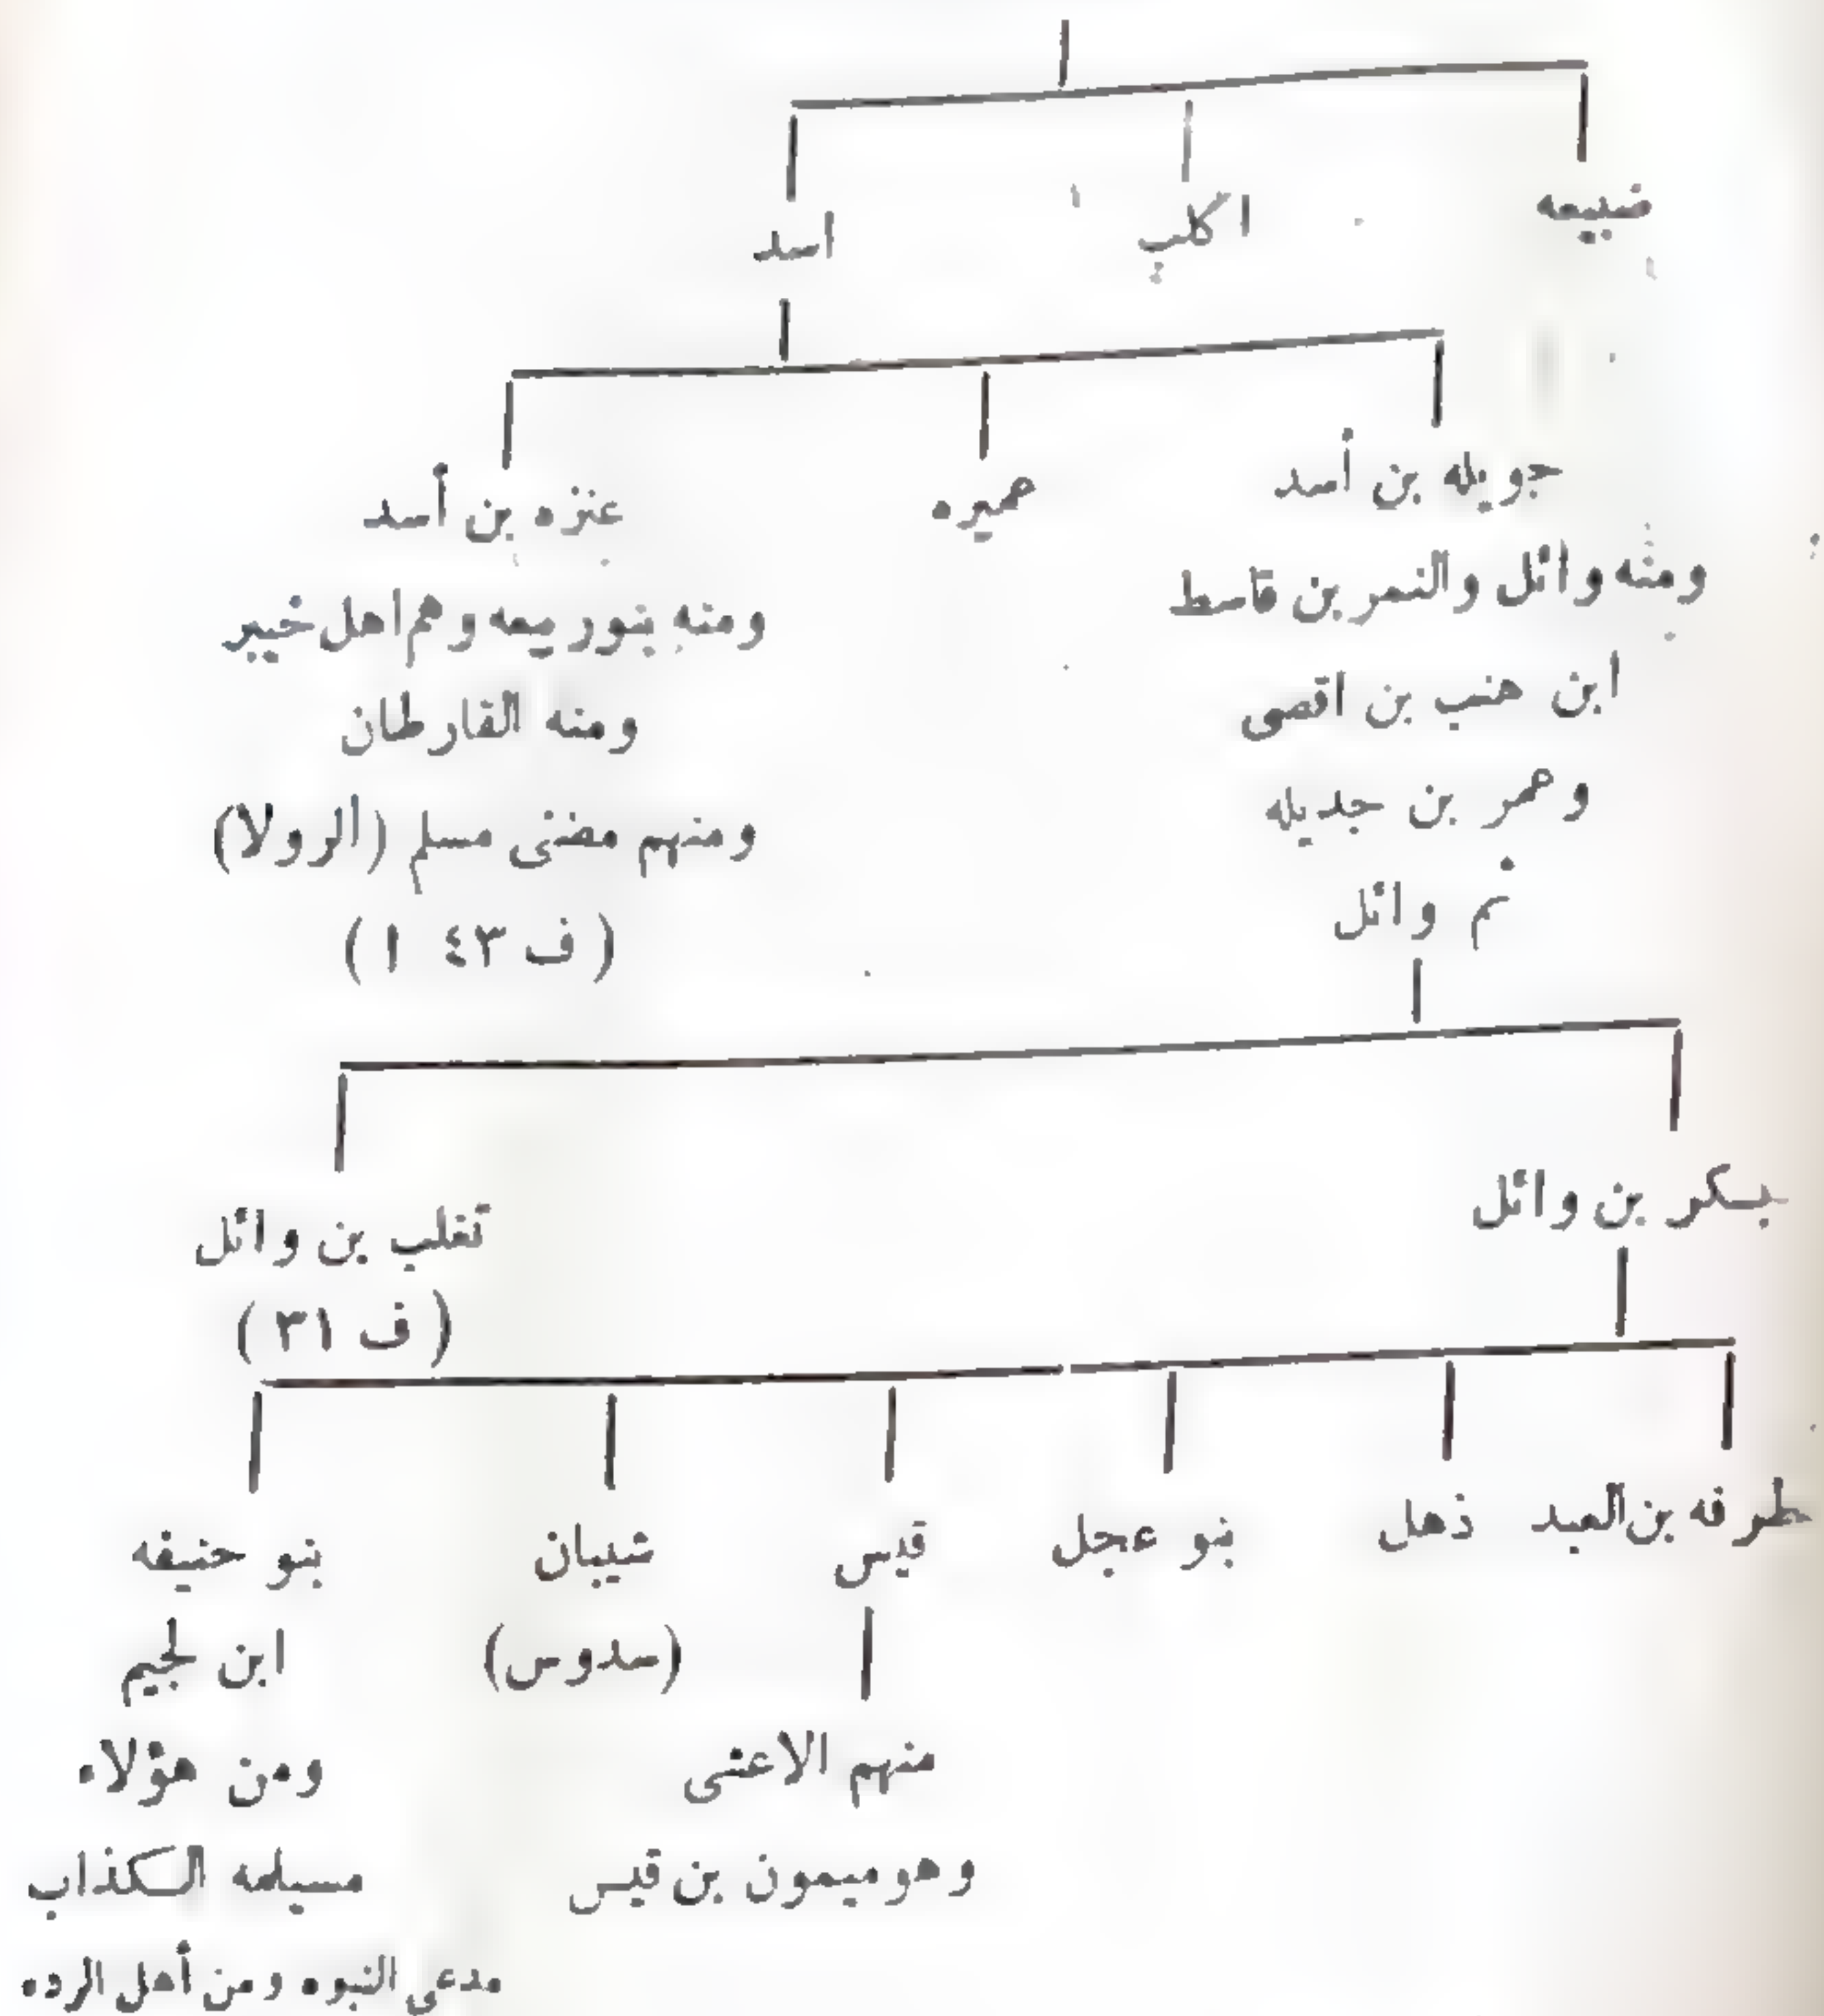 ضبيعه
اكلب
اسد
جويله بن أسد
ومنه وائل والنمر بن قاسط
ابن هنب بن اقصى
وعمر بن جديله
ثم وائل
عميره
عنزه بن أسد
ومنه بنو ربيعه وهم اهل خيبر
ومنه القارطان
ومنهم مضنى مسلم (الرولا)
(ف ٤٣ ا)
بكر بن وائل
تغلب بن وائل
(ف ٣١)
طرفه بن العبد
ذهل
بنو عجل
قيس
منهم الاعشى
وهو ميمون بن قيس
شيبان
(سدوس)
بنو حنيفه
ابن لجيم
ومن هؤلاء
مسيلمه الكذاب
مدعى النبوه ومن أهل الرده